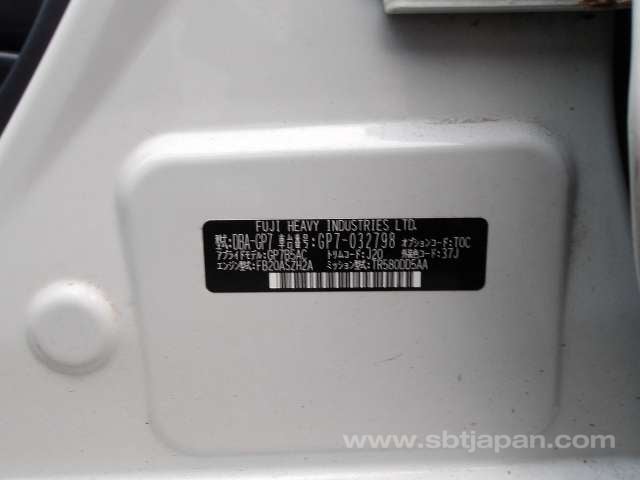 FUJI HEAVY INDUSTRIES LTD.
型式:DBA-GP7 車台番号:GP7-032798 オプションコード:TOC
アプライドモデル:GP7B5AC トリムコード:J20 外装色コード:37J
エンジン型式:FB20ASZH2A ミッション型式:TR580DD5AA
www.sbtjapan.com